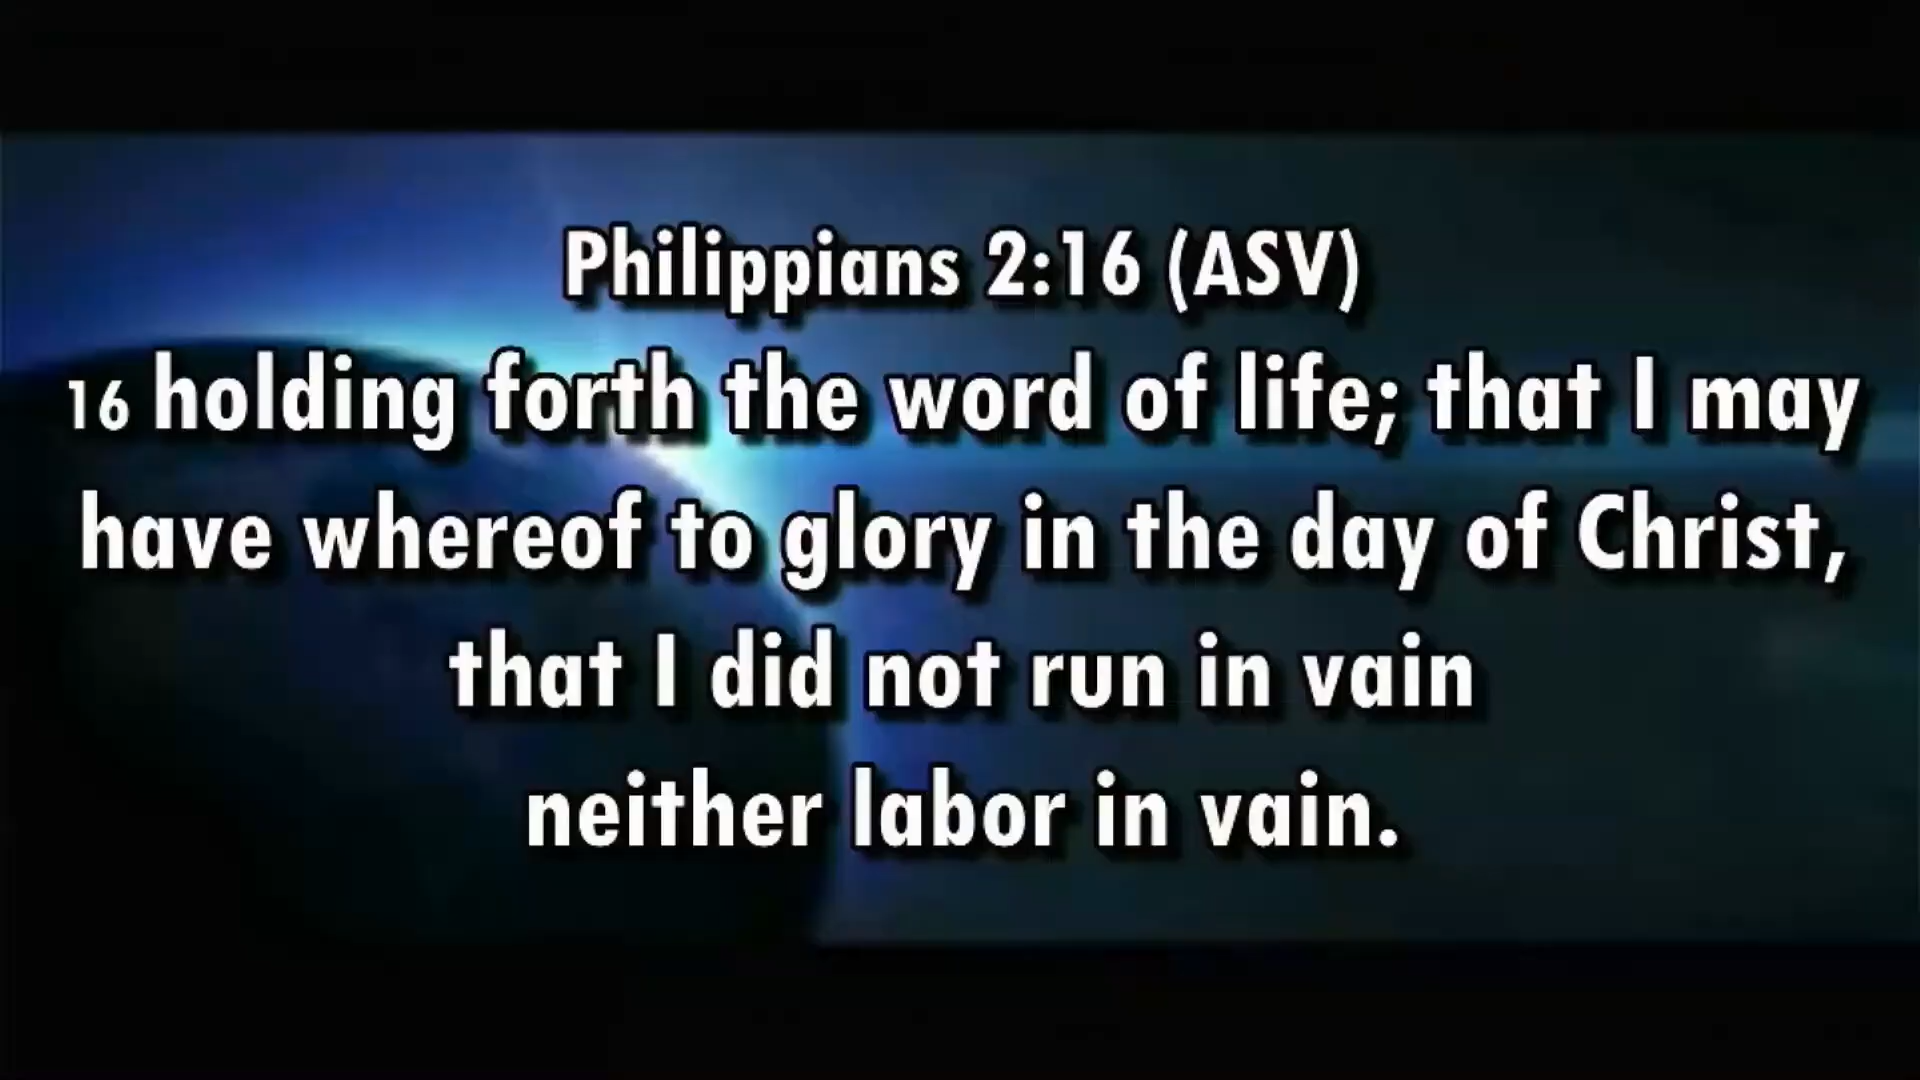 Philippians 2:16 (ASV)
16 holding forth the word of life; that I may
have whereof to glory in the day of Christ,
that I did not run in vain
neither labor in vain.